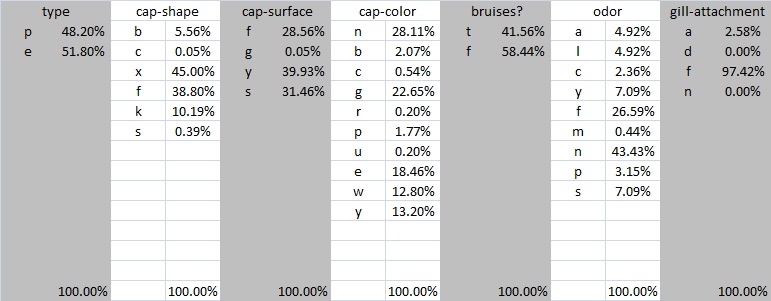 type cap-shape cap-surface cap-color bruises? odor gill-attachment
p 48.20% b 5.56% f 28.56% n 28.11% t 41.56% a 4.92% a 2.58%
e 51.80% c 0.05% g 0.05% b 2.07% f 58.44% l 4.92% d 0.00%
x 45.00% y 39.93% c 0.54% c 2.36% f 97.42%
f 38.80% s 31.46% g 22.65% y 7.09% n 0.00%
k 10.19% r 0.20% f 26.59%
s 0.39% p 1.77% m 0.44%
u 0.20% n 43.43%
e 18.46% p 3.15%
w 12.80% s 7.09%
y 13.20%
100.00% 100.00% 100.00% 100.00% 100.00% 100.00% 100.00%